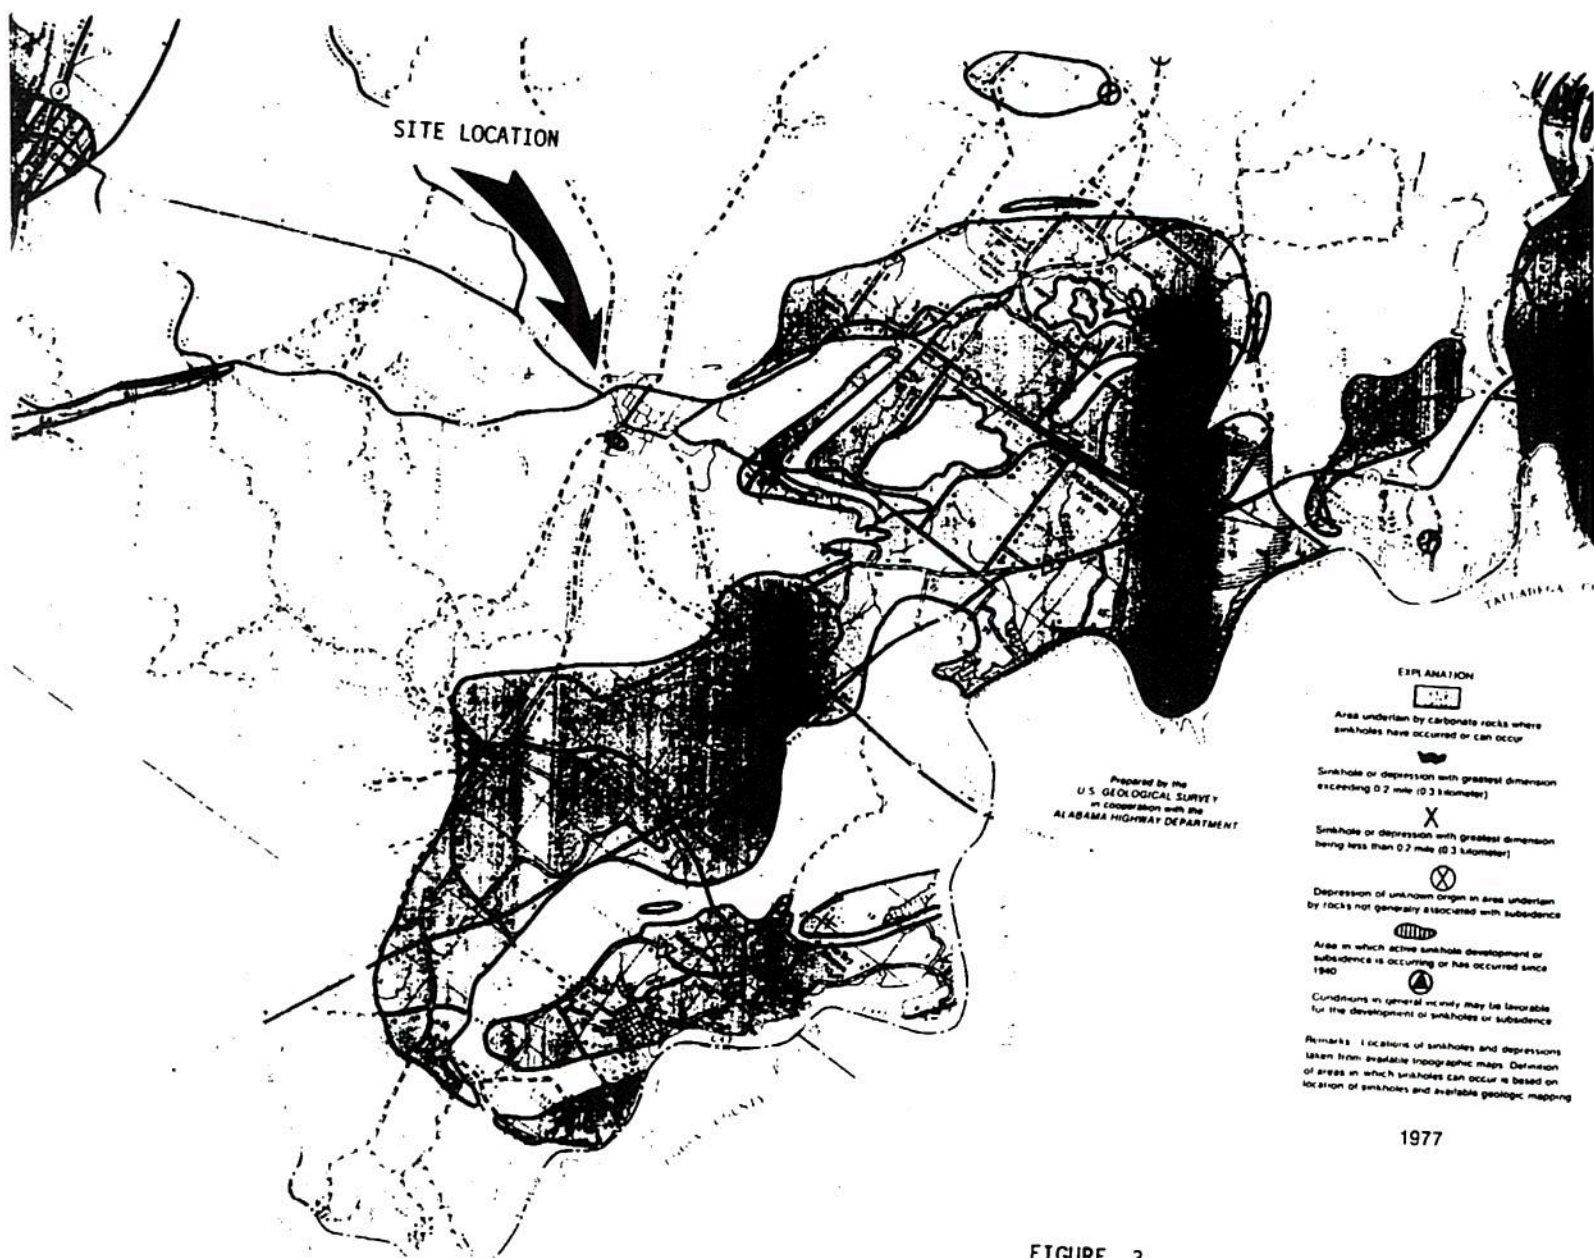 SITE LOCATION
TALLADEGA
EXPLANATION
Area underlain by carbonate rocks where
sinkholes have occurred or can occur
Sinkhole or depression with greatest dimension
exceeding 0.2 mile (0.3 kilometer)
X
Sinkhole or depression with greatest dimension
being less than 0.2 mile (0.3 kilometer)
X
Depression of unknown origin in area underlain
by rocks not generally associated with subsidence
Area in which active sinkhole development or
subsidence is occurring or has occurred since
1940
Conditions in general vicinity may be favorable
for the development of sinkholes or subsidence
Remarks Locations of sinkholes and depressions
taken from available topographic maps. Definition
of areas in which sinkholes can occur is based on
location of sinkholes and available geologic mapping
1977
Prepared by the
U.S. GEOLOGICAL SURVEY
in cooperation with the
ALABAMA HIGHWAY DEPARTMENT
COUNTY
FIGURE